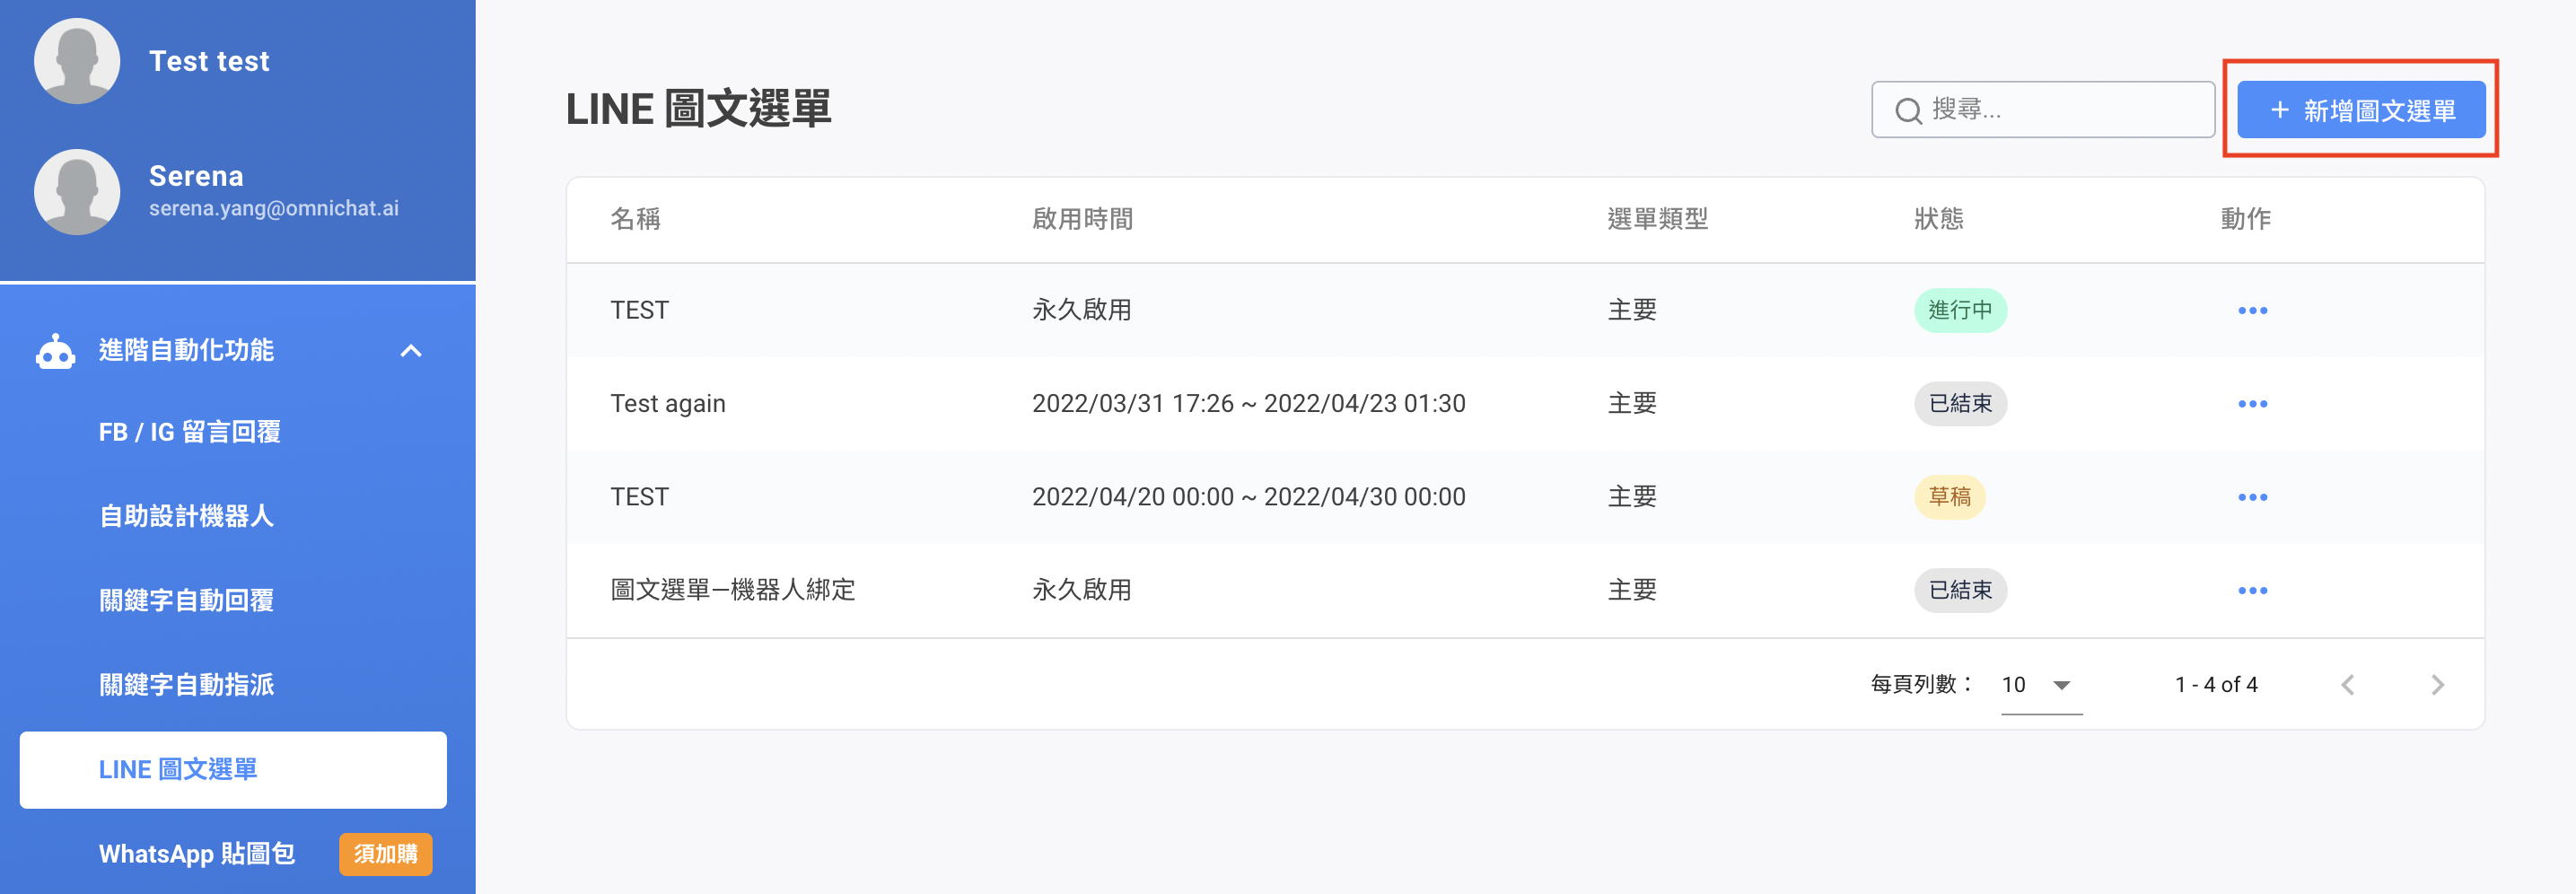 Test test
Serena
serena.yang@omnichat.ai
進階自動化功能
FB / IG 留言回覆
自助設計機器人
關鍵字自動回覆
關鍵字自動指派
LINE 圖文選單
WhatsApp 貼圖包 須加購
LINE 圖文選單
搜尋...
+ 新增圖文選單
名稱 啟用時間 選單類型 狀態 動作
TEST 永久啟用 主要 進行中
Test again 2022/03/31 17:26 ~ 2022/04/23 01:30 主要 已結束
TEST 2022/04/20 00:00 ~ 2022/04/30 00:00 主要 草稿
圖文選單—機器人綁定 永久啟用 主要 已結束
每頁列數： 10 1 - 4 of 4